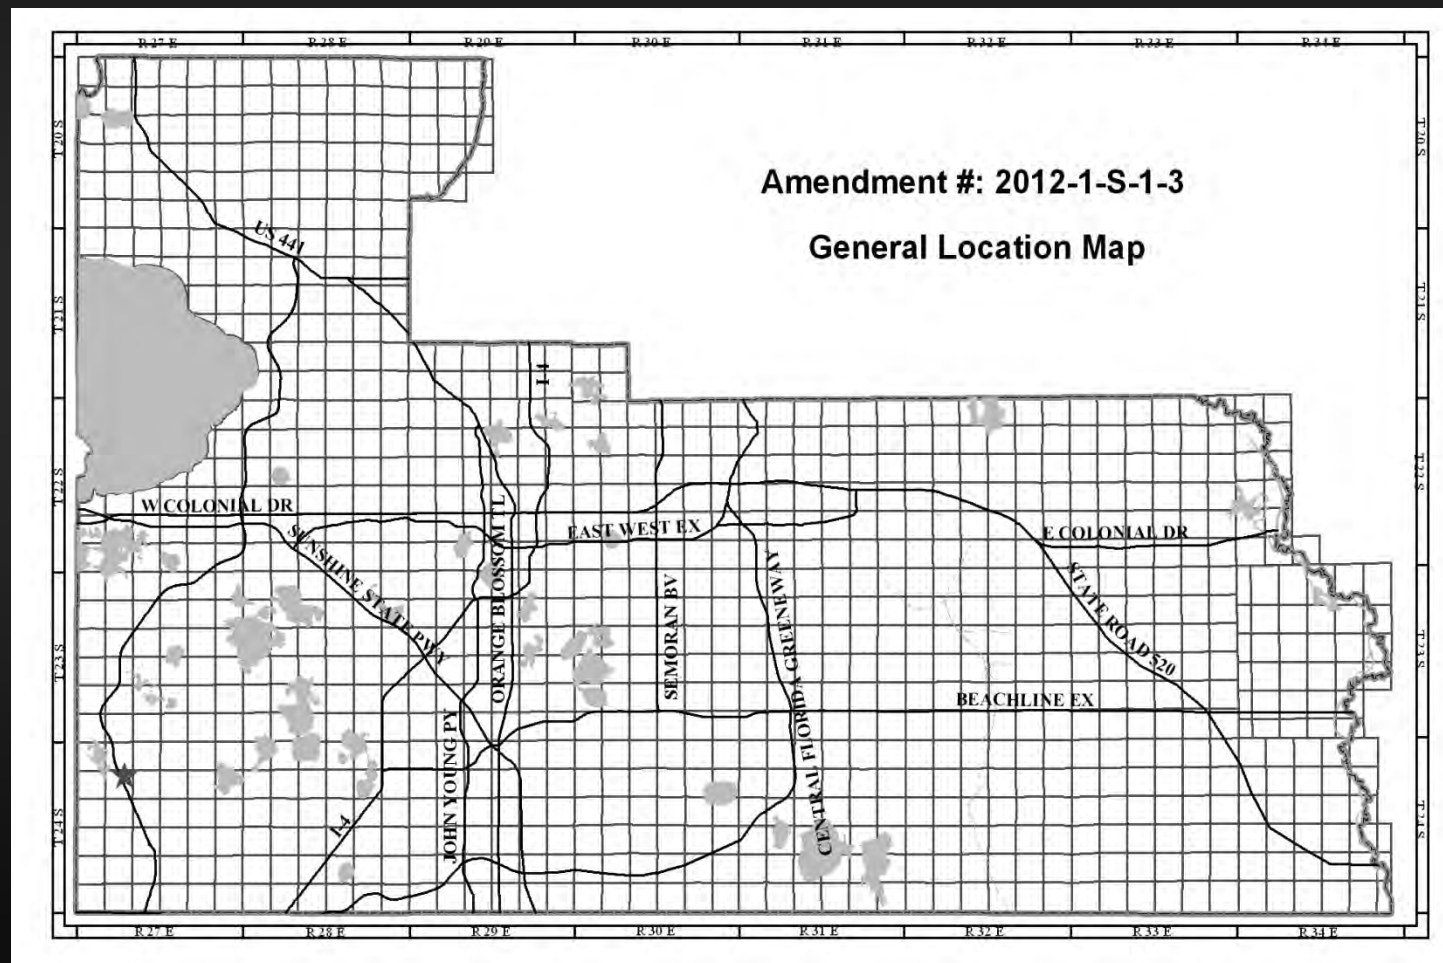 R 27 E R 28 E R 29 E R 30 E R 31 E R 32 E R 33 E R 34 E
T 20 S
T 20 S
Amendment #: 2012-1-S-1-3
General Location Map
US 441
T 21 S
T 21 S
I-4
T 22 S
T 22 S
W COLONIAL DR
EAST WEST EX
E COLONIAL DR
SUNSHINE STATE PWY
ORANGE BLOSSOM TL
SEMORAN BV
CENTRAL FLORIDA GREENEWAY
STATE ROAD 520
T 23 S
T 23 S
BEACHLINE EX
JOHN YOUNG PY
I-4
T 24 S
T 24 S
R 27 E R 28 E R 29 E R 30 E R 31 E R 32 E R 33 E R 34 E